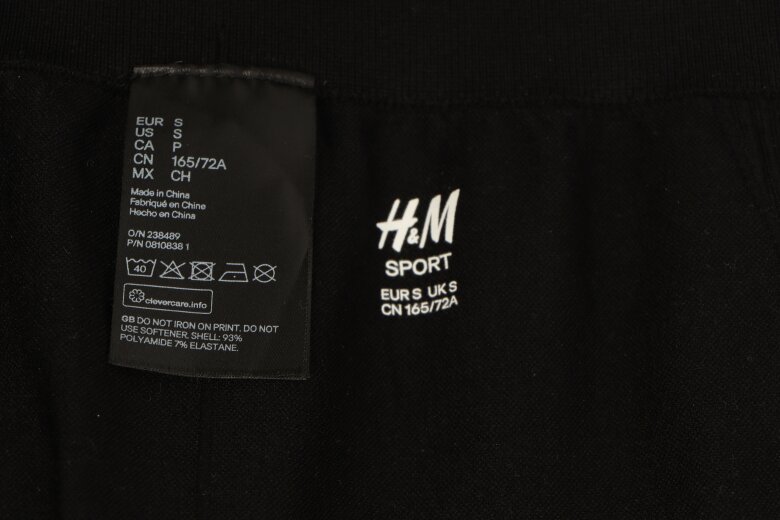 EUR S
US S
CA P
CN 165/72A
MX CH
Made in China
Fabriqué en Chine
Hecho en China
O/N 238489
P/N 0810838 1
40
clevercare.info
GB DO NOT IRON ON PRINT. DO NOT
USE SOFTENER. SHELL: 93%
POLYAMIDE 7% ELASTANE.
H&M
SPORT
EUR S UK S
CN 165/72A